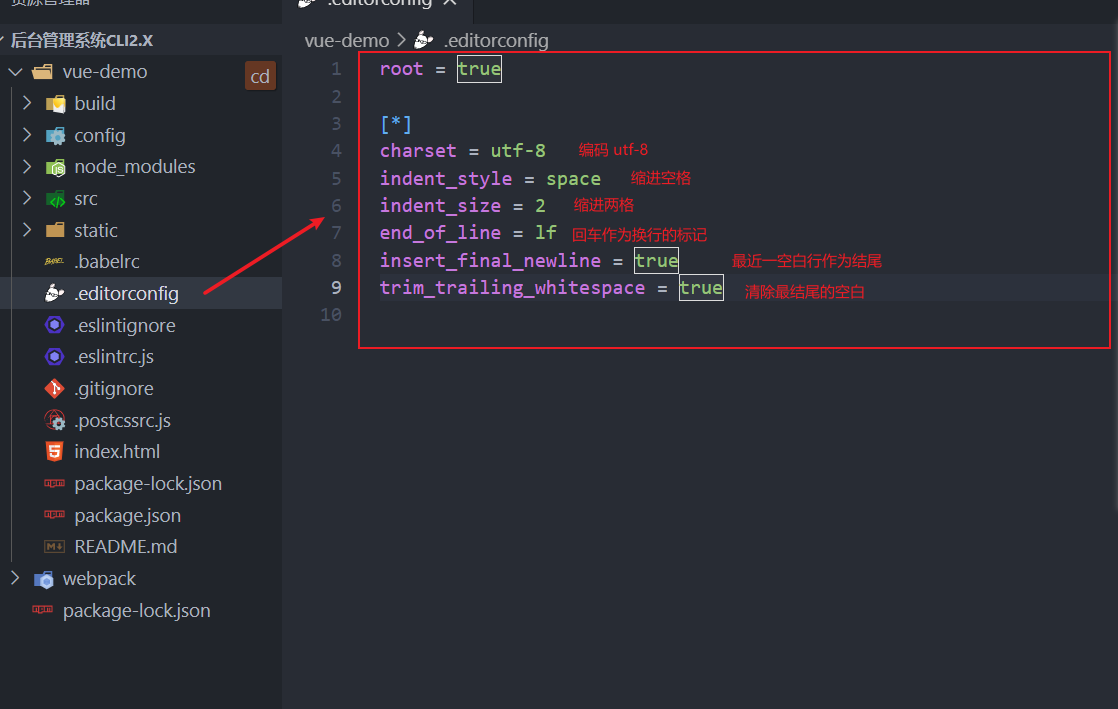 资源管理器
.editorconfig
后台管理系统CLI2.X
vue-demo
cd
build
config
node_modules
src
static
.babelrc
.editorconfig
.eslintignore
.eslintrc.js
.gitignore
.postcssrc.js
index.html
package-lock.json
package.json
README.md
webpack
package-lock.json
vue-demo > .editorconfig
1 root = true
2
3 [*]
4 charset = utf-8 编码 utf-8
5 indent_style = space 缩进空格
6 indent_size = 2 缩进两格
7 end_of_line = lf 回车作为换行的标记
8 insert_final_newline = true 最近一空白行作为结尾
9 trim_trailing_whitespace = true 清除最结尾的空白
10